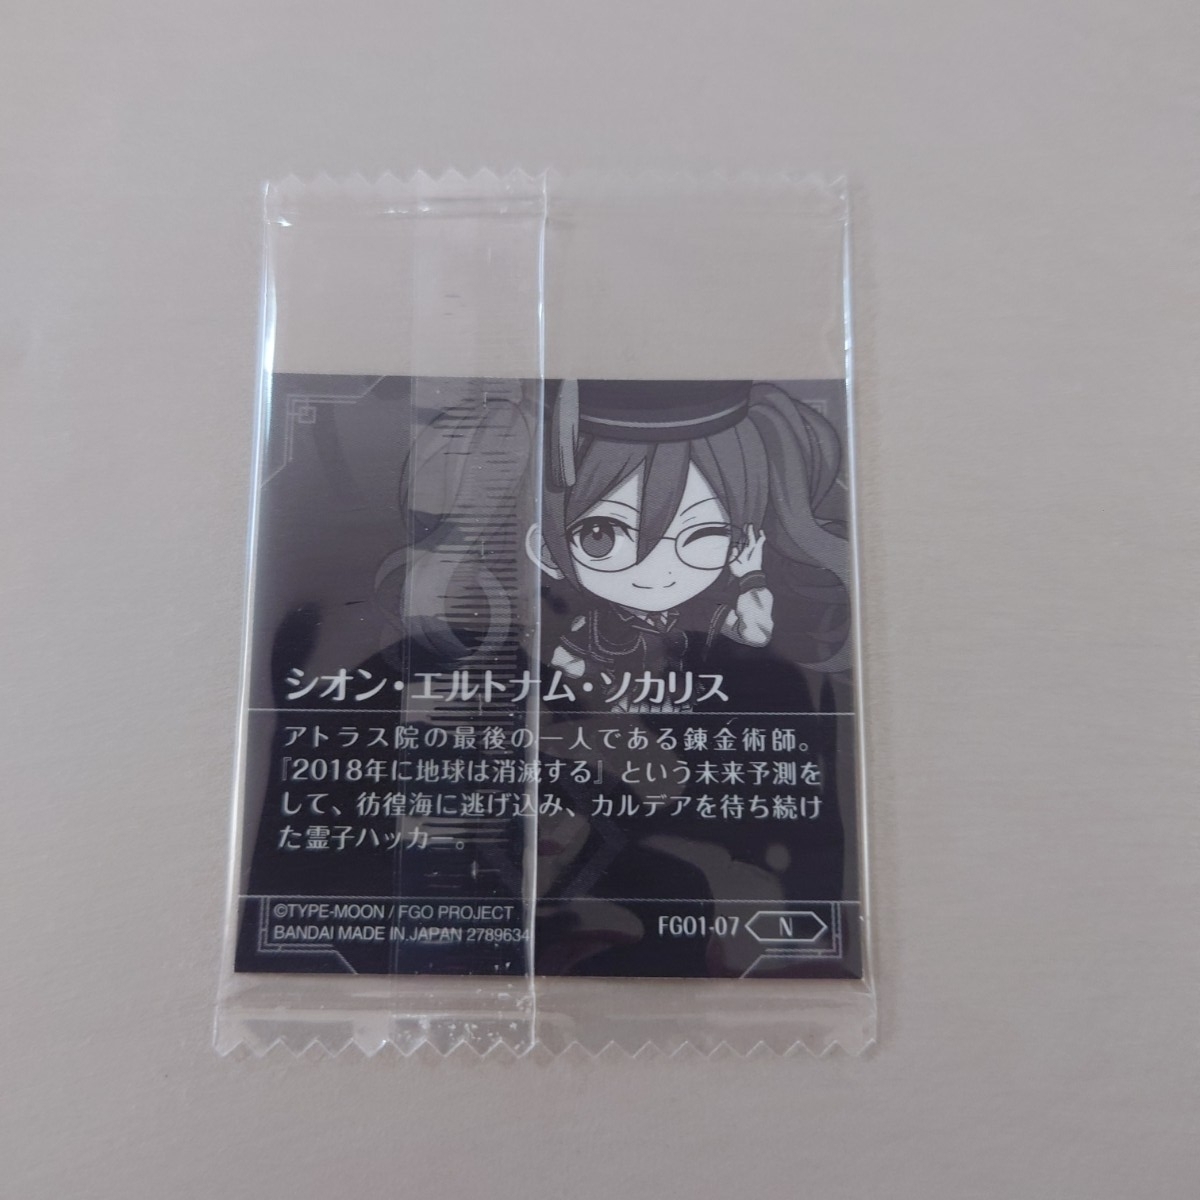 シオン・エルトナム・ソカリス
アトラス院の最後の一人である錬金術師。
『2018年に地球は消滅する』という未来予測を
して、彷徨海に逃げ込み、カルデアを待ち続け
た霊子ハッカー。
©TYPE-MOON / FGO PROJECT
BANDAI MADE IN JAPAN 2789634
FGO1-07 N